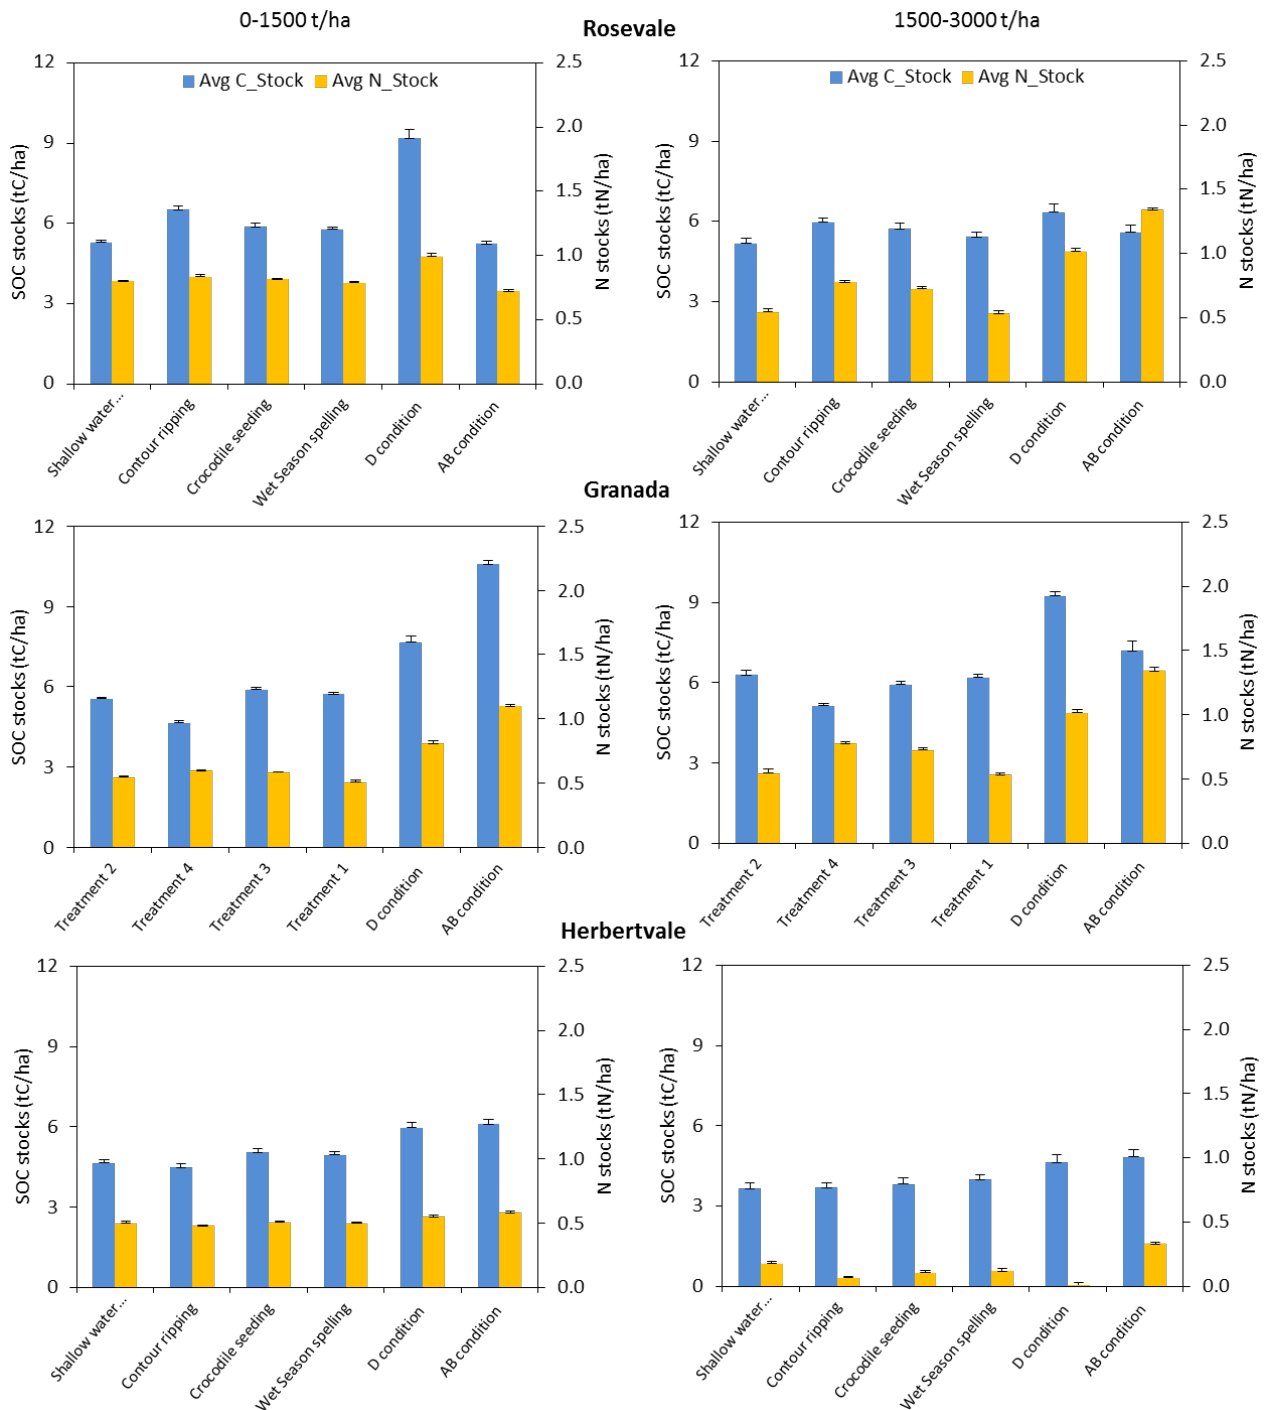 0-1500 t/ha
1500-3000 t/ha
Rosevale
12
9
6
3
0
SOC stocks (tC/ha)
Avg C_Stock
Avg N_Stock
2.5
2.0
1.5
1.0
0.5
0.0
N stocks (tN/ha)
Shallow water...
Contour ripping
Crocodile seeding
Wet Season spelling
D condition
AB condition
12
9
6
3
0
SOC stocks (tC/ha)
Avg C_Stock
Avg N_Stock
2.5
2.0
1.5
1.0
0.5
0.0
N stocks (tN/ha)
Shallow water...
Contour ripping
Crocodile seeding
Wet Season spelling
D condition
AB condition
Granada
12
9
6
3
0
SOC stocks (tC/ha)
2.5
2.0
1.5
1.0
0.5
0.0
N stocks (tN/ha)
Treatment 2
Treatment 4
Treatment 3
Treatment 1
D condition
AB condition
12
9
6
3
0
SOC stocks (tC/ha)
2.5
2.0
1.5
1.0
0.5
0.0
N stocks (tN/ha)
Treatment 2
Treatment 4
Treatment 3
Treatment 1
D condition
AB condition
Herbertvale
12
9
6
3
0
SOC stocks (tC/ha)
2.5
2.0
1.5
1.0
0.5
0.0
N stocks (tN/ha)
Shallow water...
Contour ripping
Crocodile seeding
Wet Season spelling
D condition
AB condition
12
9
6
3
0
SOC stocks (tC/ha)
2.5
2.0
1.5
1.0
0.5
0.0
N stocks (tN/ha)
Shallow water...
Contour ripping
Crocodile seeding
Wet Season spelling
D condition
AB condition